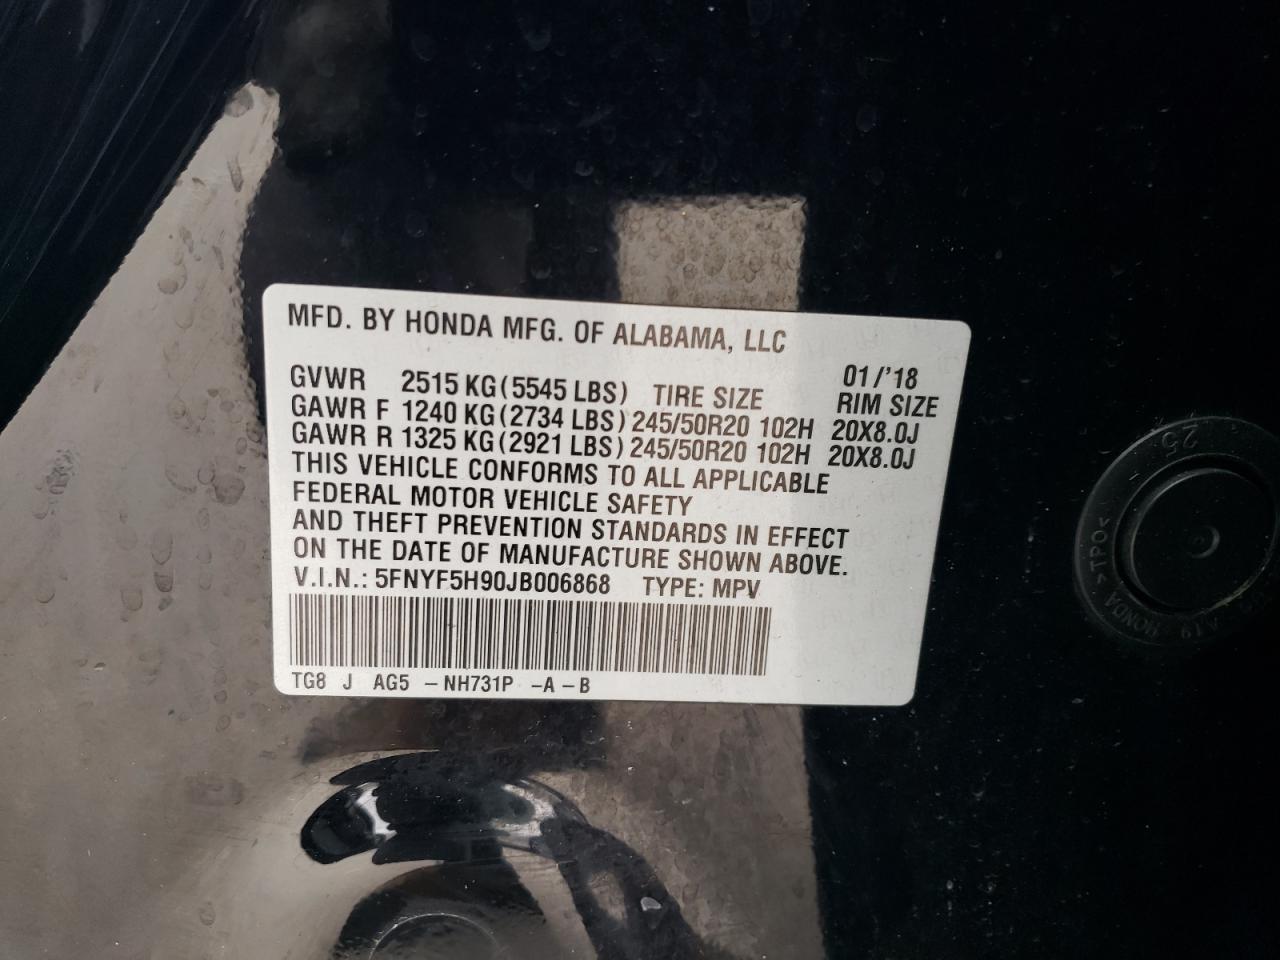 MFD. BY HONDA MFG. OF ALABAMA, LLC
01/'18
GVWR 2515 KG (5545 LBS) TIRE SIZE RIM SIZE
GAWR F 1240 KG (2734 LBS) 245/50R20 102H 20X8.0J
GAWR R 1325 KG (2921 LBS) 245/50R20 102H 20X8.0J
THIS VEHICLE CONFORMS TO ALL APPLICABLE
FEDERAL MOTOR VEHICLE SAFETY
AND THEFT PREVENTION STANDARDS IN EFFECT
ON THE DATE OF MANUFACTURE SHOWN ABOVE.
V.I.N.: 5FNYF5H90JB006868 TYPE: MPV
TG8 J AG5 -NH731P -A -B
25
HONDA >TPO<